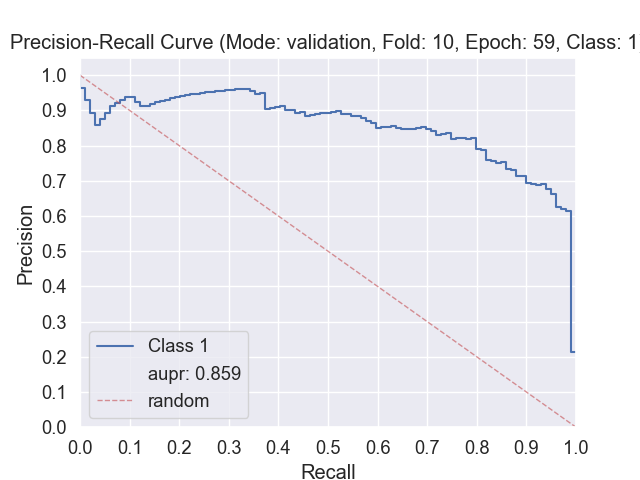 Precision-Recall Curve (Mode: validation, Fold: 10, Epoch: 59, Class: 1
1.0
0.9
0.8
0.7
0.6
0.5
0.4
0.3
0.2
0.1
0.0
Precision
Class 1
aupr: 0.859
random
0.0 0.1 0.2 0.3 0.4 0.5 0.6 0.7 0.8 0.9 1.0
Recall